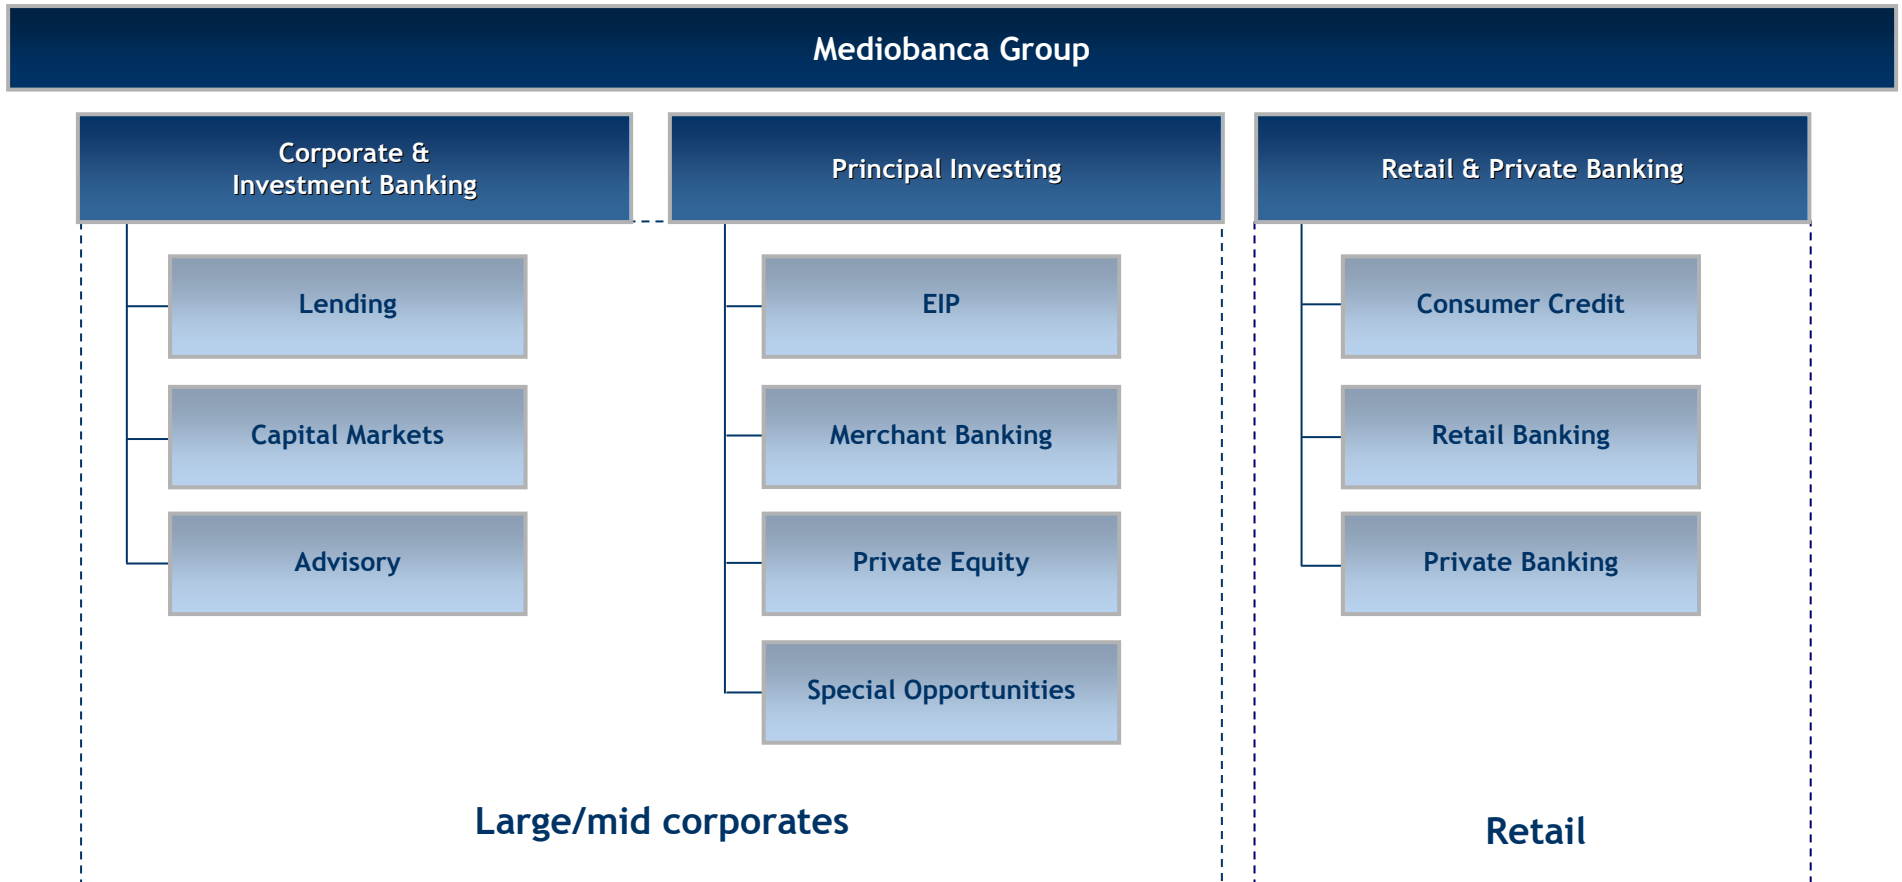 Mediobanca Group
Corporate &
Investment Banking
Principal Investing
Retail & Private Banking
Lending
EIP
Consumer Credit
Capital Markets
Merchant Banking
Retail Banking
Advisory
Private Equity
Private Banking
Special Opportunities
Large/mid corporates
Retail